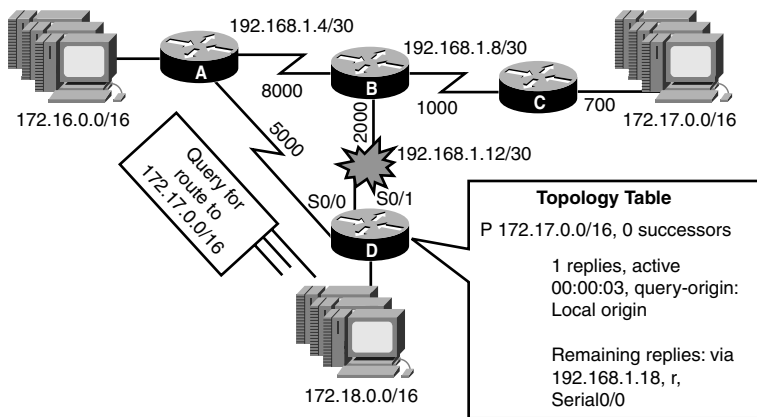 192.168.1.4/30
192.168.1.8/30
A
B
C
8000
1000
700
172.16.0.0/16
172.17.0.0/16
5000
2000
192.168.1.12/30
Query for
route to
172.17.0.0/16
S0/0
S0/1
D
172.18.0.0/16
Topology Table
P 172.17.0.0/16, 0 successors
1 replies, active
00:00:03, query-origin:
Local origin
Remaining replies: via
192.168.1.18, r,
Serial0/0